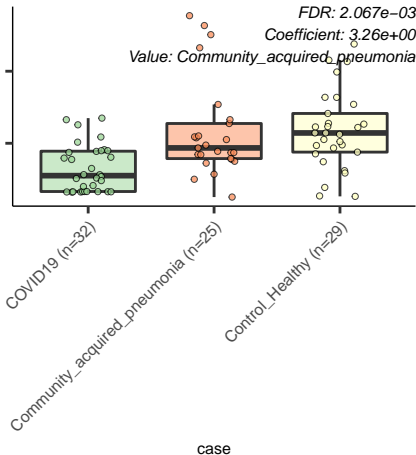 FDR: 2.067e−03
Coefficient: 3.26e+00
Value: Community_acquired_pneumonia
COVID19 (n=32)
Community_acquired_pneumonia (n=25)
Control_Healthy (n=29)
case